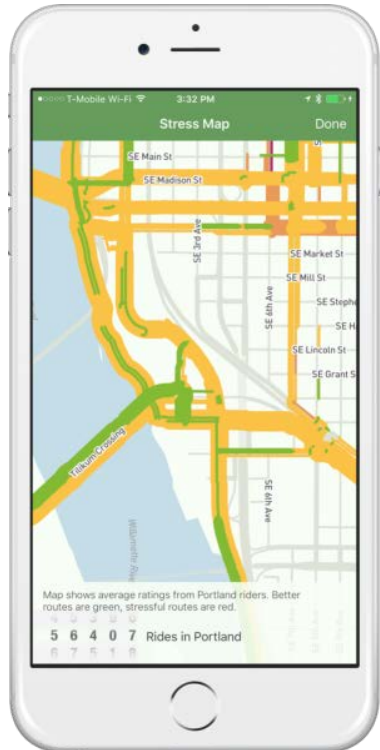 T-Mobile Wi-Fi 3:32 PM
Stress Map Done
SE Main St
SE Madison St
SE 3rd Ave
SE Market St
SE Mill St
SE 6th Ave
SE Steph
SE H
SE Lincoln St
SE Grant S
Tilikum Crossing
SE 6th Ave
Willamette Riv
Map shows average ratings from Portland riders. Better
routes are green, stressful routes are red.
5 6 4 0 7 Rides in Portland